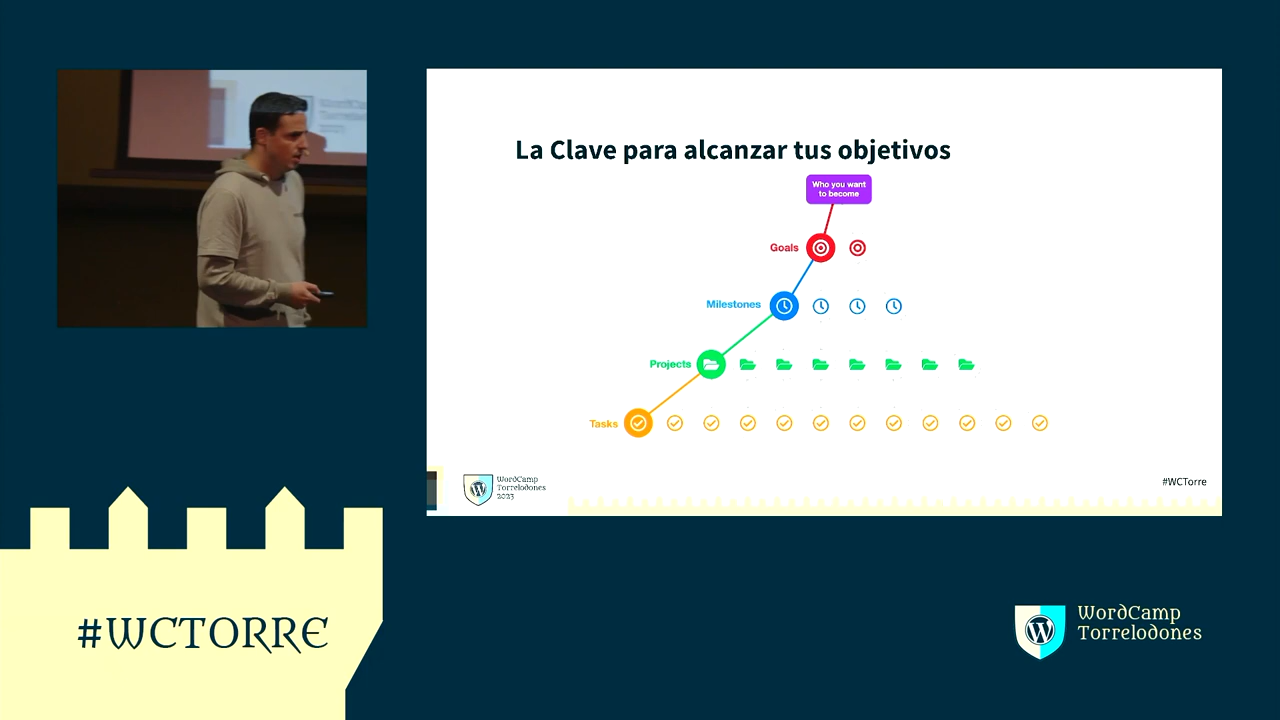 La Clave para alcanzar tus objetivos
Who you want
to become
Goals
Milestones
Projects
Tasks
WordCamp
Torrelodones
2023
#WCTorre
#WCTORRE
WordCamp
Torrelodones